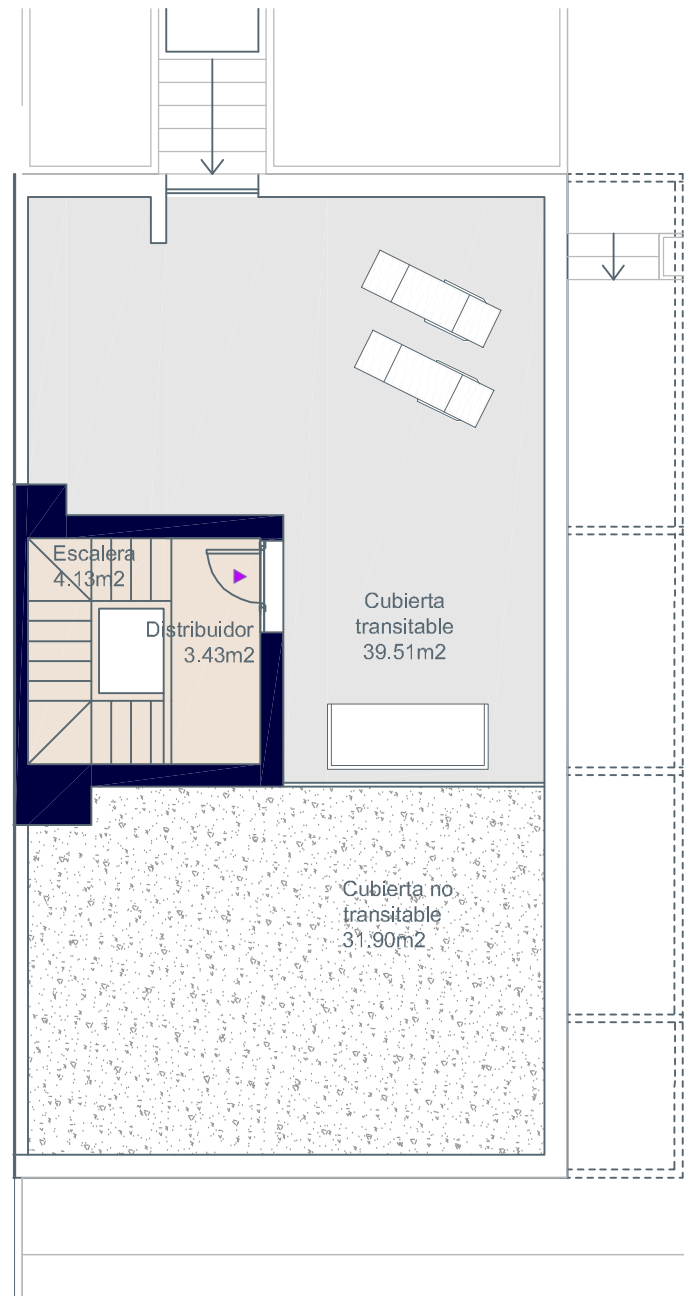 Escalera
4.13m2
Distribuidor
3.43m2
Cubierta
transitable
39.51m2
Cubierta no
transitable
31.90m2